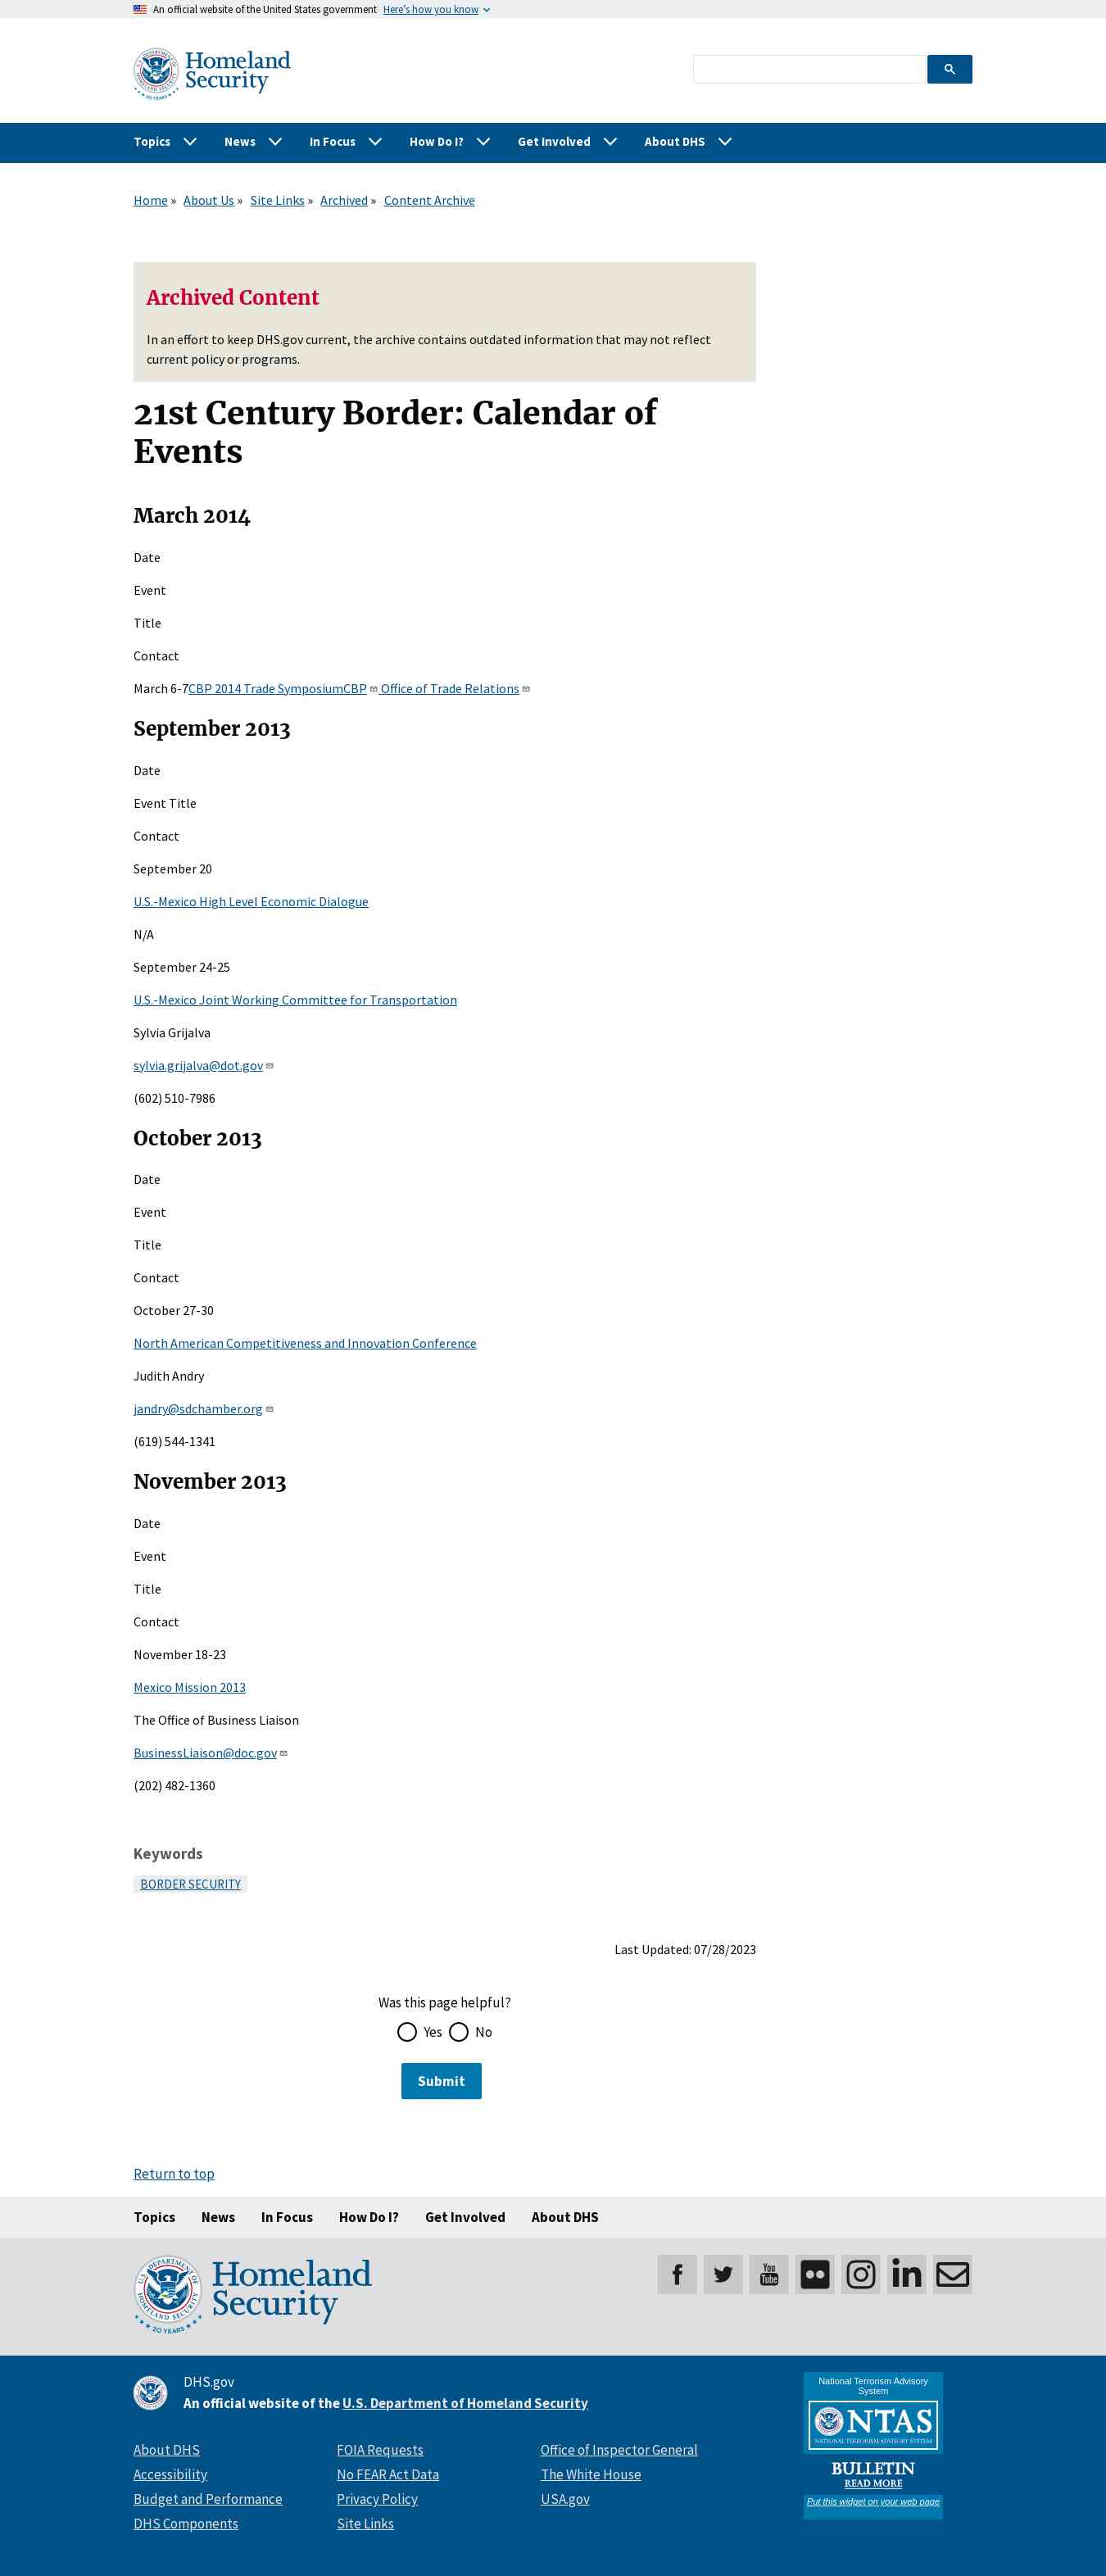 An official website of the United States government Here's how you know
Homeland
Security
Topics News In Focus How Do I? Get Involved About DHS
Home » About Us » Site Links » Archived » Content Archive
Archived Content
In an effort to keep DHS.gov current, the archive contains outdated information that may not reflect
current policy or programs.
21st Century Border: Calendar of
Events
March 2014
Date
Event
Title
Contact
March 6-7CBP 2014 Trade SymposiumCBP Office of Trade Relations
September 2013
Date
Event Title
Contact
September 20
U.S.-Mexico High Level Economic Dialogue
N/A
September 24-25
U.S.-Mexico Joint Working Committee for Transportation
Sylvia Grijalva
sylvia.grijalva@dot.gov
(602) 510-7986
October 2013
Date
Event
Title
Contact
October 27-30
North American Competitiveness and Innovation Conference
Judith Andry
jandry@sdchamber.org
(619) 544-1341
November 2013
Date
Event
Title
Contact
November 18-23
Mexico Mission 2013
The Office of Business Liaison
BusinessLiaison@doc.gov
(202) 482-1360
Keywords
BORDER SECURITY
Last Updated: 07/28/2023
Was this page helpful?
Yes No
Submit
Return to top
Topics News In Focus How Do I? Get Involved About DHS
Homeland
Security
20 YEARS
You
Tube
DHS.gov
An official website of the U.S. Department of Homeland Security
About DHS FOIA Requests Office of Inspector General
Accessibility No FEAR Act Data The White House
Budget and Performance Privacy Policy USA.gov
DHS Components Site Links
National Terrorism Advisory
System
NTAS
NATIONAL TERRORISM ADVISORY SYSTEM
BULLETIN
READ MORE
Put this widget on your web page